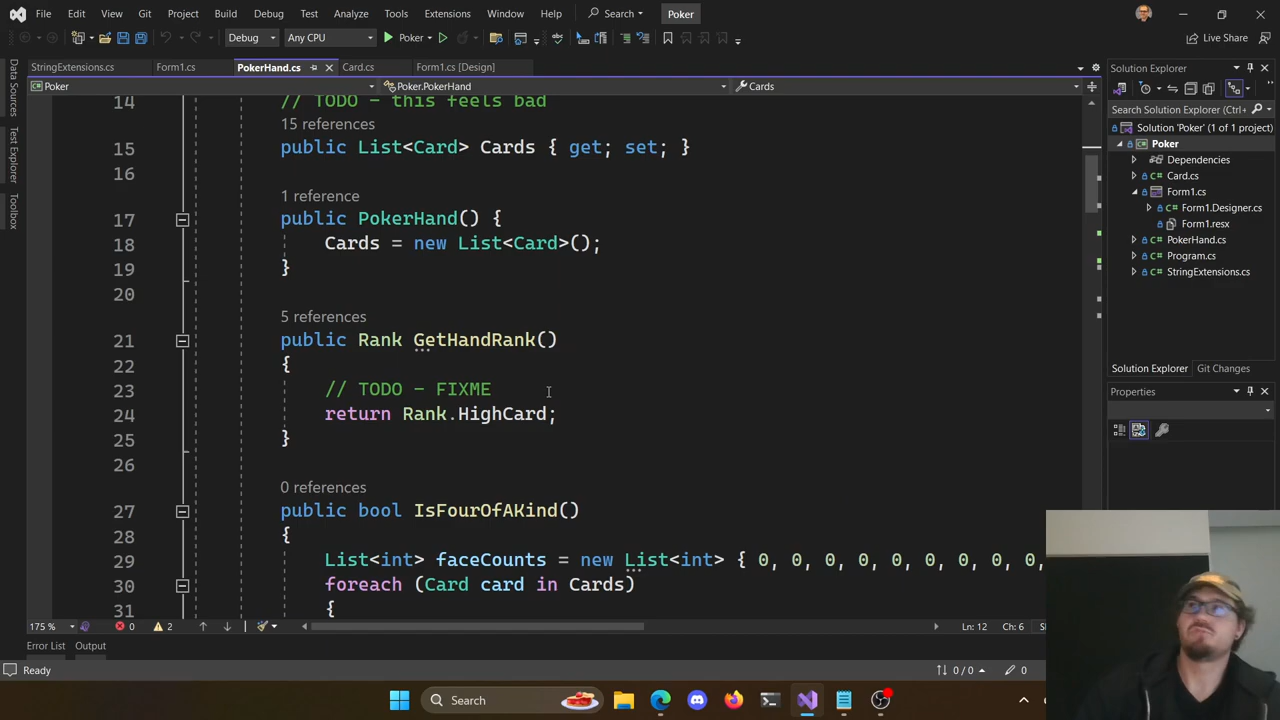 File Edit View Git Project Build Debug Test Analyze Tools Extensions Window Help Search Poker
Debug Any CPU Poker Live Share
StringExtensions.cs Form1.cs PokerHand.cs Card.cs Form1.cs [Design]
Poker Poker.PokerHand Cards
14 // TODO - this feels bad
15 references
15 public List<Card> Cards { get; set; }
16
1 reference
17 public PokerHand() {
18 Cards = new List<Card>();
19 }
20
5 references
21 public Rank GetHandRank()
22 {
23 // TODO - FIXME
24 return Rank.HighCard;
25 }
26
0 references
27 public bool IsFourOfAKind()
28 {
29 List<int> faceCounts = new List<int> { 0, 0, 0, 0, 0, 0, 0, 0, 0,
30 foreach (Card card in Cards)
31 {
175 % 0 2 Ln: 12 Ch: 6
Error List Output
Ready 0 / 0 0
Data Sources
Test Explorer
Toolbox
Solution Explorer
Search Solution Explorer (Ctrl+
Solution 'Poker' (1 of 1 project)
Poker
Dependencies
Card.cs
Form1.cs
Form1.Designer.cs
Form1.resx
PokerHand.cs
Program.cs
StringExtensions.cs
Solution Explorer Git Changes
Properties
Search